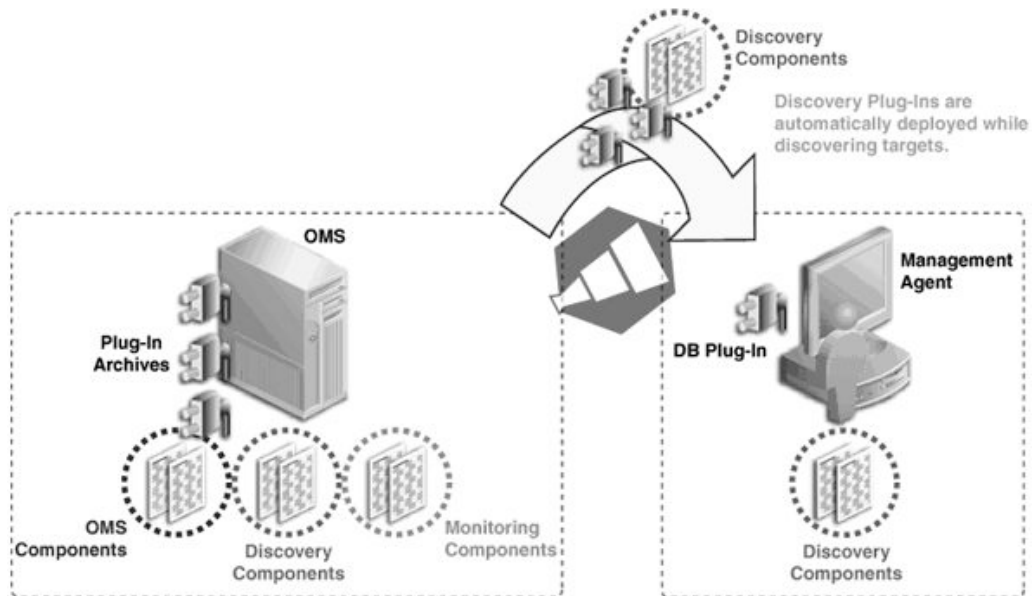 Discovery
Components
Discovery Plug-Ins are
automatically deployed while
discovering targets.
OMS
Plug-In
Archives
OMS
Components
Discovery
Components
Monitoring
Components
Management
Agent
DB Plug-In
Discovery
Components